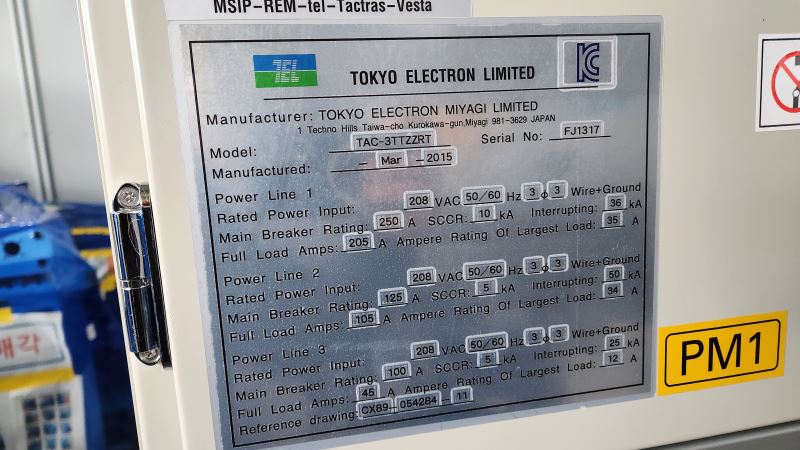 MSIP-REM-tel-Tactras-Vesta
TEL
TOKYO ELECTRON LIMITED
Manufacturer: TOKYO ELECTRON MIYAGI LIMITED
1 Techno Hills Taiwa-cho Kurokawa-gun,Miyagi 981-3629 JAPAN
Model: TAC-3TTZZRT Serial No: FJ1317
Manufactured: - Mar - 2015
Power Line 1
Rated Power Input: 208 VAC 50/60 Hz 3 Φ 3 Wire+Ground
Main Breaker Rating: 250 A SCCR: 10 kA Interrupting: 36 kA
Full Load Amps: 205 A Ampere Rating Of Largest Load: 35 A
Power Line 2
Rated Power Input: 208 VAC 50/60 Hz 3 Φ 3 Wire+Ground
Main Breaker Rating: 125 A SCCR: 5 kA Interrupting: 50 kA
Full Load Amps: 105 A Ampere Rating Of Largest Load: 34 A
Power Line 3
Rated Power Input: 208 VAC 50/60 Hz 3 Φ 3 Wire+Ground
Main Breaker Rating: 100 A SCCR: 5 kA Interrupting: 25 kA
Full Load Amps: 45 A Ampere Rating Of Largest Load: 12 A
Reference drawing: CX89-054284-11
PM1
매각